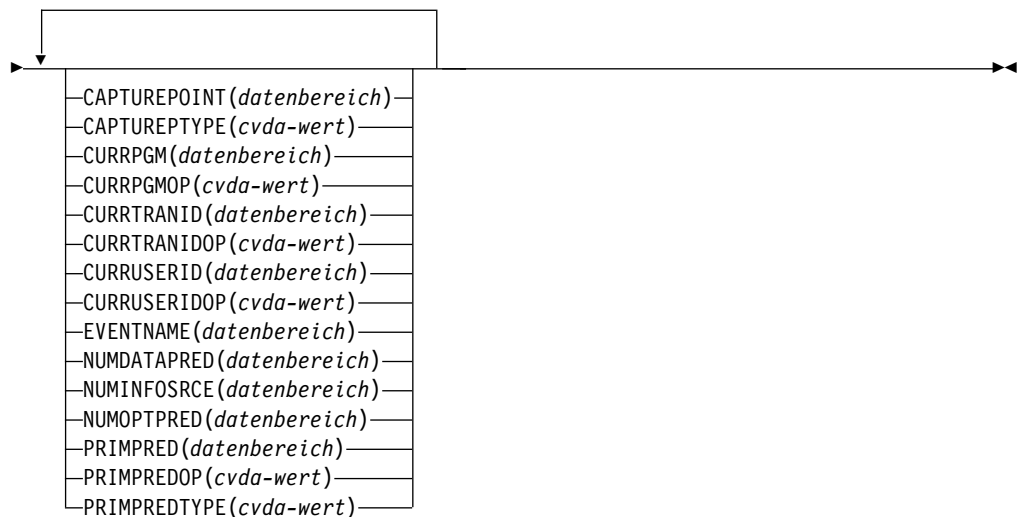 CAPTUREPOINT(datenbereich)
CAPTUREPTYPE(cvda-wert)
CURRPGM(datenbereich)
CURRPGMOP(cvda-wert)
CURRTRANID(datenbereich)
CURRTRANIDOP(cvda-wert)
CURRUSERID(datenbereich)
CURRUSERIDOP(cvda-wert)
EVENTNAME(datenbereich)
NUMDATAPRED(datenbereich)
NUMINFOSRCE(datenbereich)
NUMOPTPRED(datenbereich)
PRIMPRED(datenbereich)
PRIMPREDOP(cvda-wert)
PRIMPREDTYPE(cvda-wert)